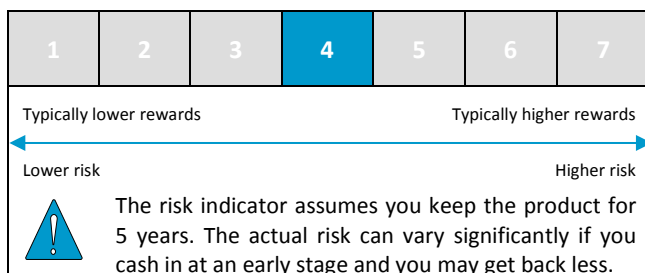 1 2 3 4 5 6 7
Typically lower rewards Typically higher rewards
Lower risk Higher risk
The risk indicator assumes you keep the product for
5 years. The actual risk can vary significantly if you
cash in at an early stage and you may get back less.